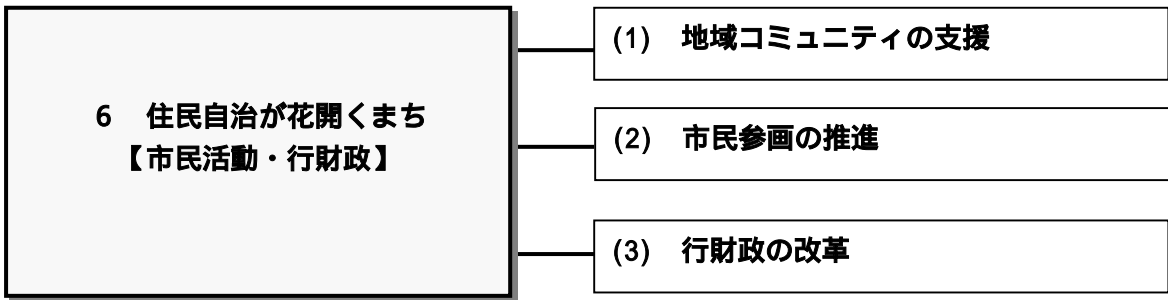 6 住民自治が花開くまち
【市民活動・行財政】
(1) 地域コミュニティの支援
(2) 市民参画の推進
(3) 行財政の改革